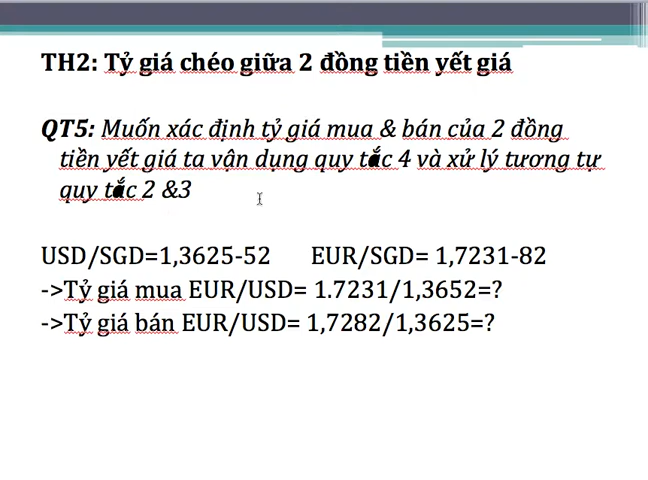 TH2: Tỷ giá chéo giữa 2 đồng tiền yết giá
QT5: Muốn xác định tỷ giá mua & bán của 2 đồng
tiền yết giá ta vận dụng quy tắc 4 và xử lý tương tự
quy tắc 2 &3
USD/SGD=1,3625-52 EUR/SGD= 1,7231-82
->Tỷ giá mua EUR/USD= 1.7231/1,3652=?
->Tỷ giá bán EUR/USD= 1,7282/1,3625=?